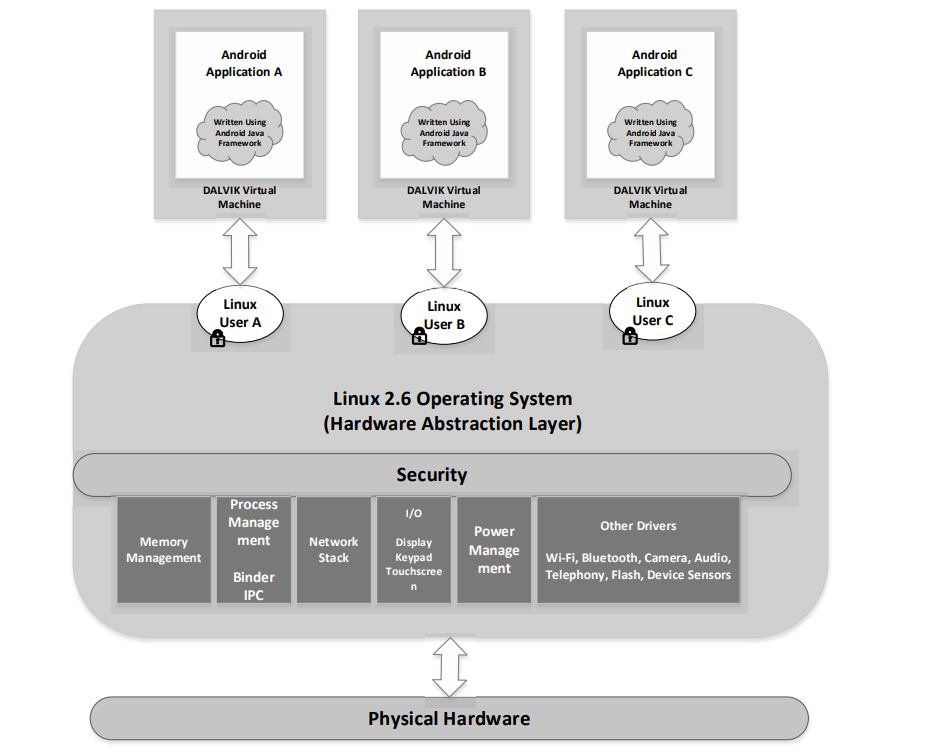 Android
Application A
Written Using
Android Java
Framework
DALVIK Virtual
Machine
Android
Application B
Written Using
Android Java
Framework
DALVIK Virtual
Machine
Android
Application C
Written Using
Android Java
Framework
DALVIK Virtual
Machine
Linux
User A
Linux
User B
Linux
User C
Linux 2.6 Operating System
(Hardware Abstraction Layer)
Security
Memory
Management
Process
Manage
ment
Binder
IPC
Network
Stack
I/O
Display
Keypad
Touchscree
n
Power
Manage
ment
Other Drivers
Wi-Fi, Bluetooth, Camera, Audio,
Telephony, Flash, Device Sensors
Physical Hardware